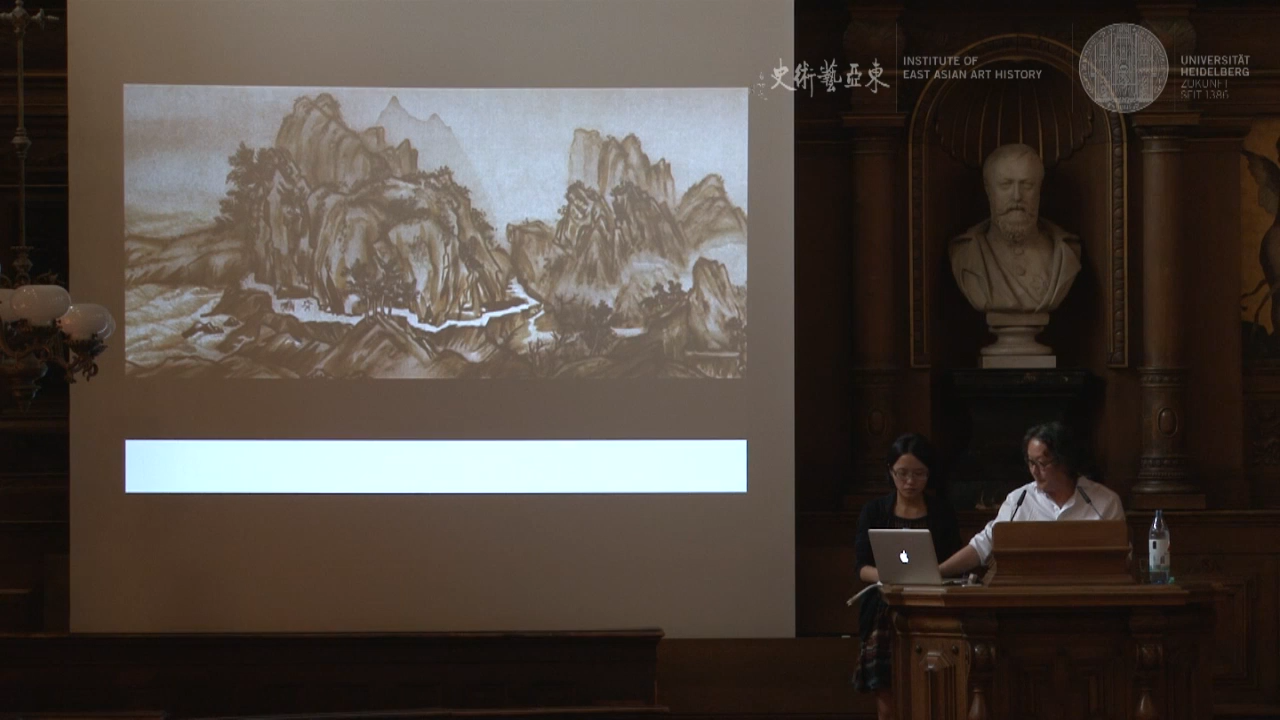 史術藝亞東
INSTITUTE OF
EAST ASIAN ART HISTORY
UNIVERSITÄT
HEIDELBERG
ZUKUNFT
SEIT 1386